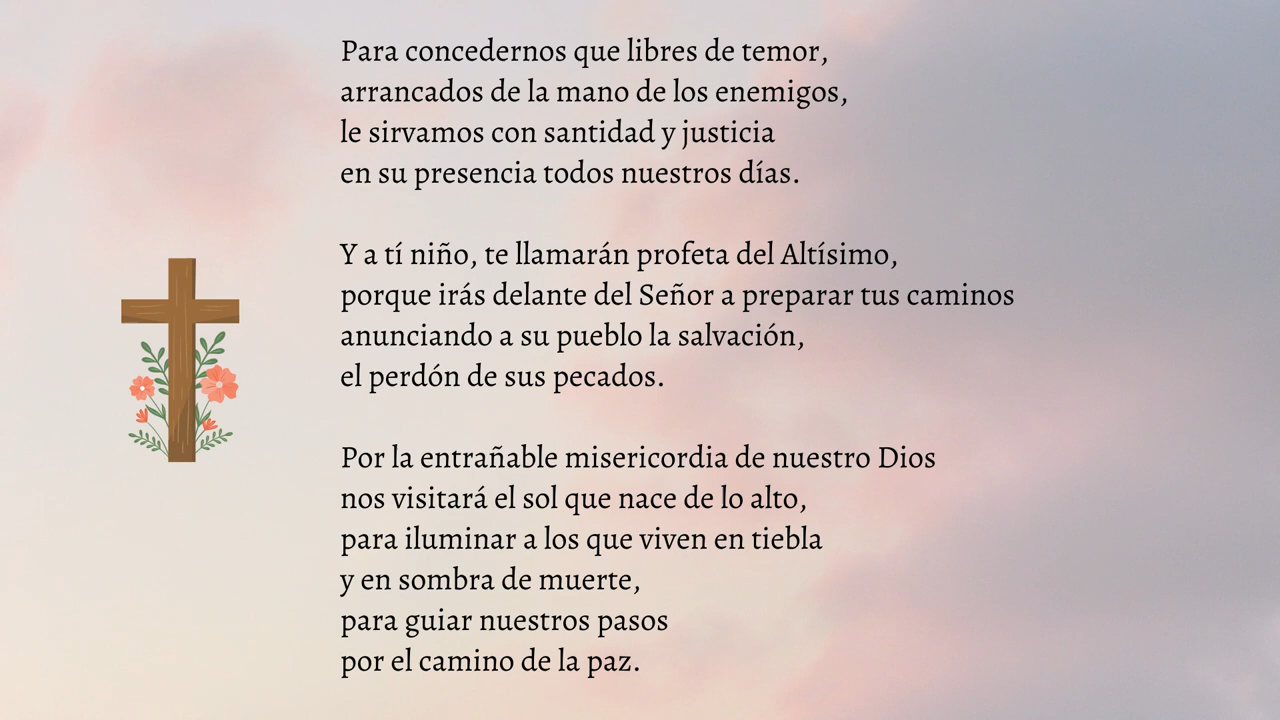 Para concedernos que libres de temor,
arrancados de la mano de los enemigos,
le sirvamos con santidad y justicia
en su presencia todos nuestros días.
Y a tí niño, te llamarán profeta del Altísimo,
porque irás delante del Señor a preparar tus caminos
anunciando a su pueblo la salvación,
el perdón de sus pecados.
Por la entrañable misericordia de nuestro Dios
nos visitará el sol que nace de lo alto,
para iluminar a los que viven en tiebla
y en sombra de muerte,
para guiar nuestros pasos
por el camino de la paz.